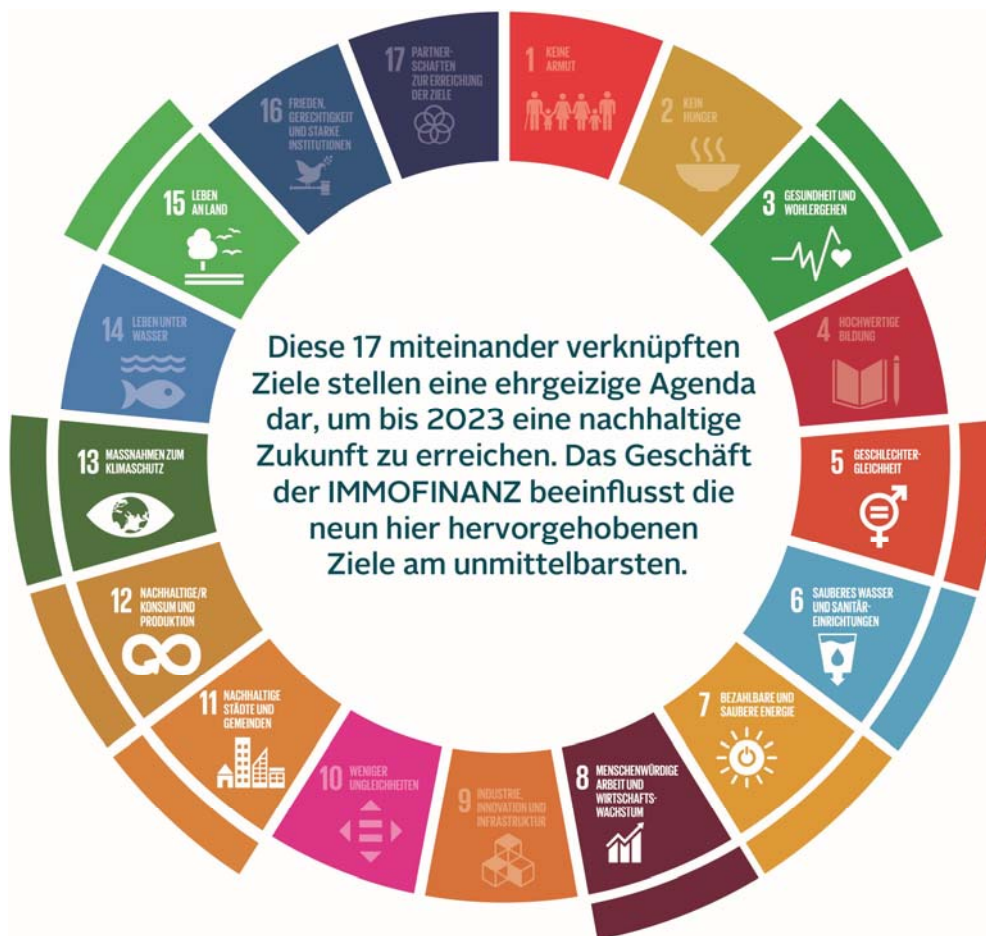 1 KEINE
ARMUT
2 KEIN
HUNGER
3 GESUNDHEIT UND
WOHLERGEHEN
4 HOCHWERTIGE
BILDUNG
5 GESCHLECHTER-
GLEICHHEIT
6 SAUBERES WASSER
UND SANITÄR-
EINRICHTUNGEN
7 BEZAHLBARE UND
SAUBERE ENERGIE
8 MENSCHENWÜRDIGE
ARBEIT UND
WIRTSCHAFTS-
WACHSTUM
9 INDUSTRIE,
INNOVATION UND
INFRASTRUKTUR
10 WENIGER
UNGLEICHHEITEN
11 NACHHALTIGE
STÄDTE UND
GEMEINDEN
12 NACHHALTIGE/R
KONSUM UND
PRODUKTION
13 MASSNAHMEN ZUM
KLIMASCHUTZ
14 LEBEN UNTER
WASSER
15 LEBEN
AN LAND
16 FRIEDEN,
GERECHTIGKEIT
UND STARKE
INSTITUTIONEN
17 PARTNER-
SCHAFTEN
ZUR ERREICHUNG
DER ZIELE
Diese 17 miteinander verknüpften
Ziele stellen eine ehrgeizige Agenda
dar, um bis 2023 eine nachhaltige
Zukunft zu erreichen. Das Geschäft
der IMMOFINANZ beeinflusst die
neun hier hervorgehobenen
Ziele am unmittelbarsten.